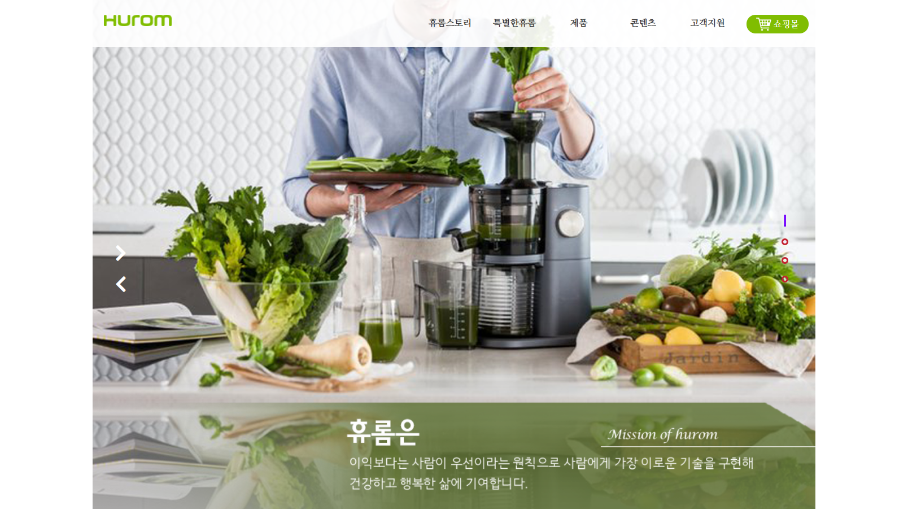 Hurom
휴롬스토리 특별한휴롬 제품 콘텐츠 고객지원 쇼핑몰
Jardin
휴롬은
Mission of hurom
이익보다는 사람이 우선이라는 원칙으로 사람에게 가장 이로운 기술을 구현해
건강하고 행복한 삶에 기여합니다.